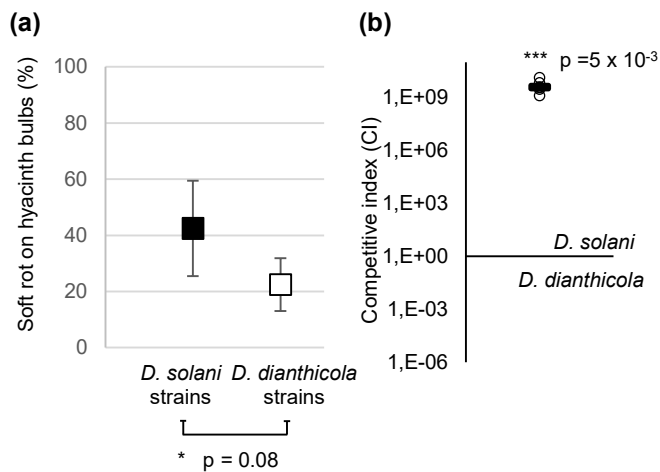 (a)
Soft rot on hyacinth bulbs (%)
100
80
60
40
20
0
D. solani
strains
D. dianthicola
strains
* p = 0.08
(b)
*** p =5 x 10-3
Competitive index (CI)
1,E+09
1,E+06
1,E+03
1,E+00
1,E-03
1,E-06
D. solani
D. dianthicola